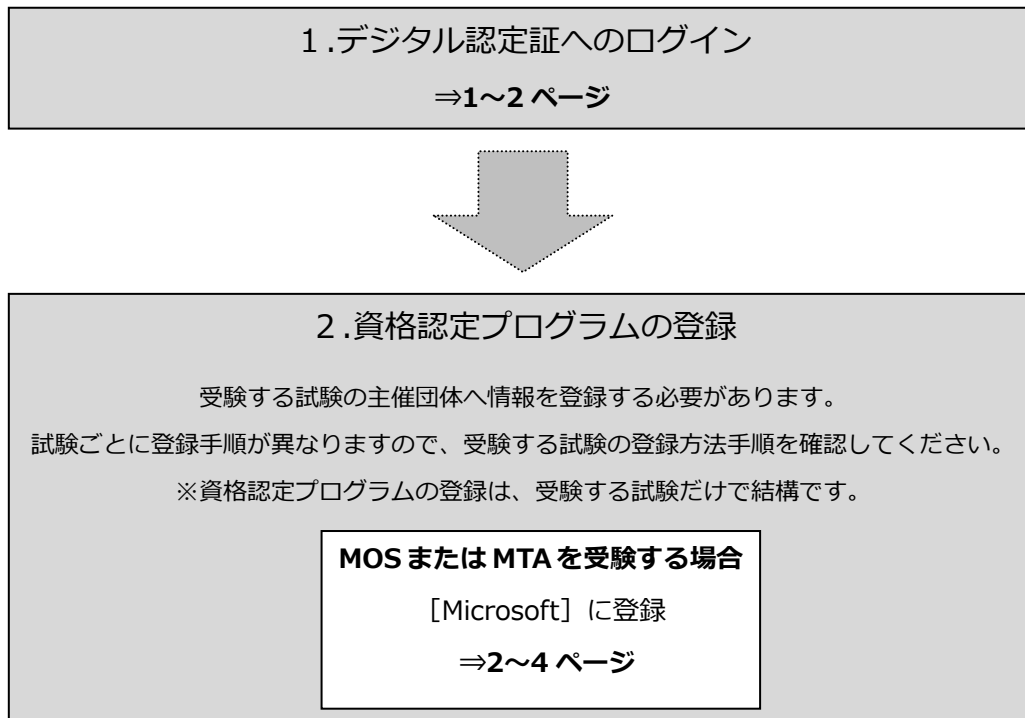 １.デジタル認定証へのログイン
⇒1～2 ページ
２.資格認定プログラムの登録
受験する試験の主催団体へ情報を登録する必要があります。
試験ごとに登録手順が異なりますので、受験する試験の登録方法手順を確認してください。
※資格認定プログラムの登録は、受験する試験だけで結構です。
MOS または MTA を受験する場合
［Microsoft］に登録
⇒2～4 ページ